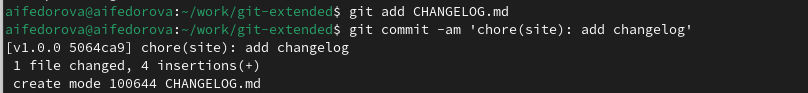 aifedorova@aifedorova:~/work/git-extended$ git add CHANGELOG.md
aifedorova@aifedorova:~/work/git-extended$ git commit -am 'chore(site): add changelog'
[v1.0.0 5064ca9] chore(site): add changelog
 1 file changed, 4 insertions(+)
 create mode 100644 CHANGELOG.md